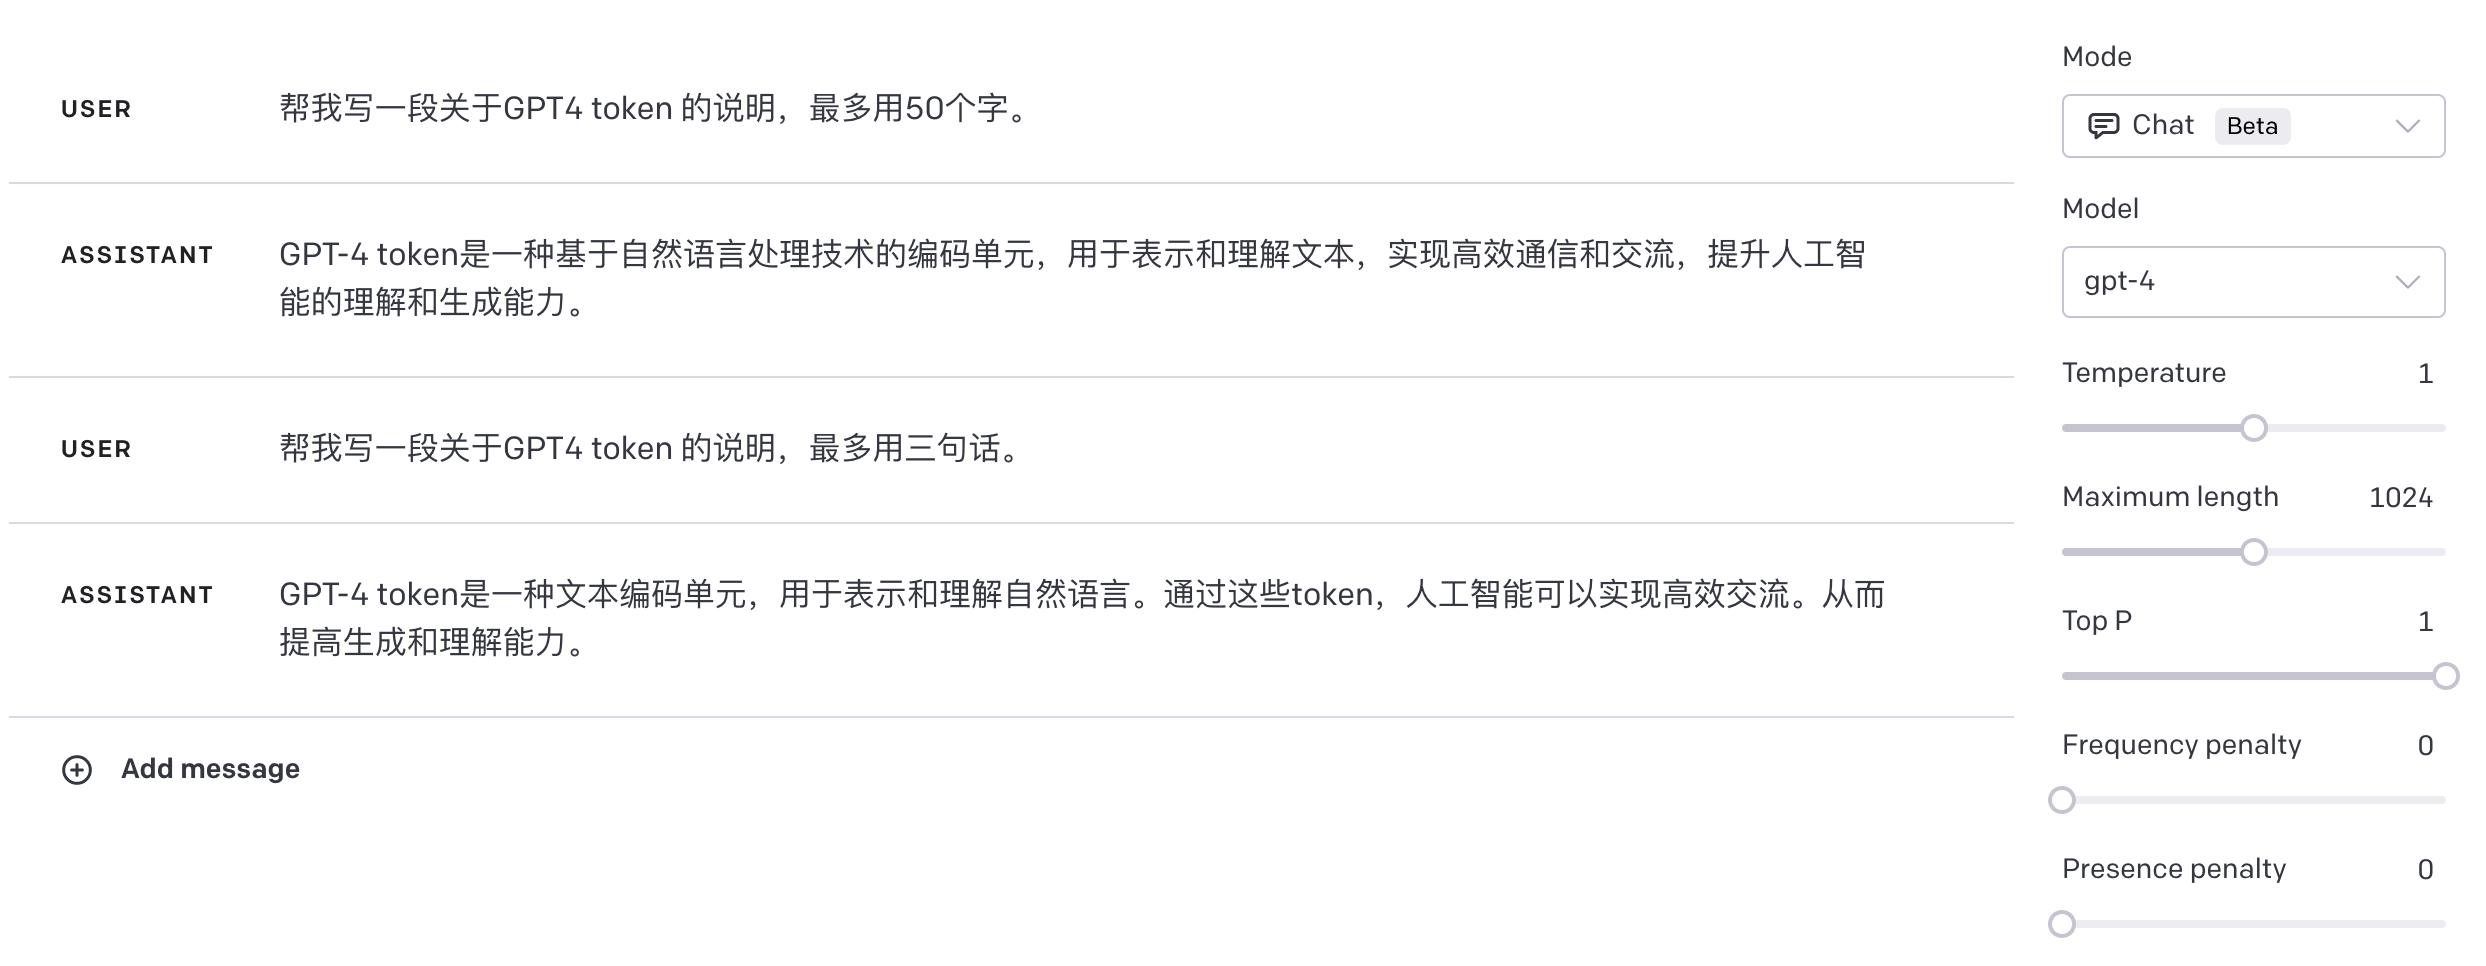 USER
帮我写一段关于GPT4 token 的说明，最多用50个字。
ASSISTANT
GPT-4 token是一种基于自然语言处理技术的编码单元，用于表示和理解文本，实现高效通信和交流，提升人工智
能的理解和生成能力。
USER
帮我写一段关于GPT4 token 的说明，最多用三句话。
ASSISTANT
GPT-4 token是一种文本编码单元，用于表示和理解自然语言。通过这些token，人工智能可以实现高效交流。从而
提高生成和理解能力。
Add message
Mode
Chat Beta
Model
gpt-4
Temperature 1
Maximum length 1024
Top P 1
Frequency penalty 0
Presence penalty 0